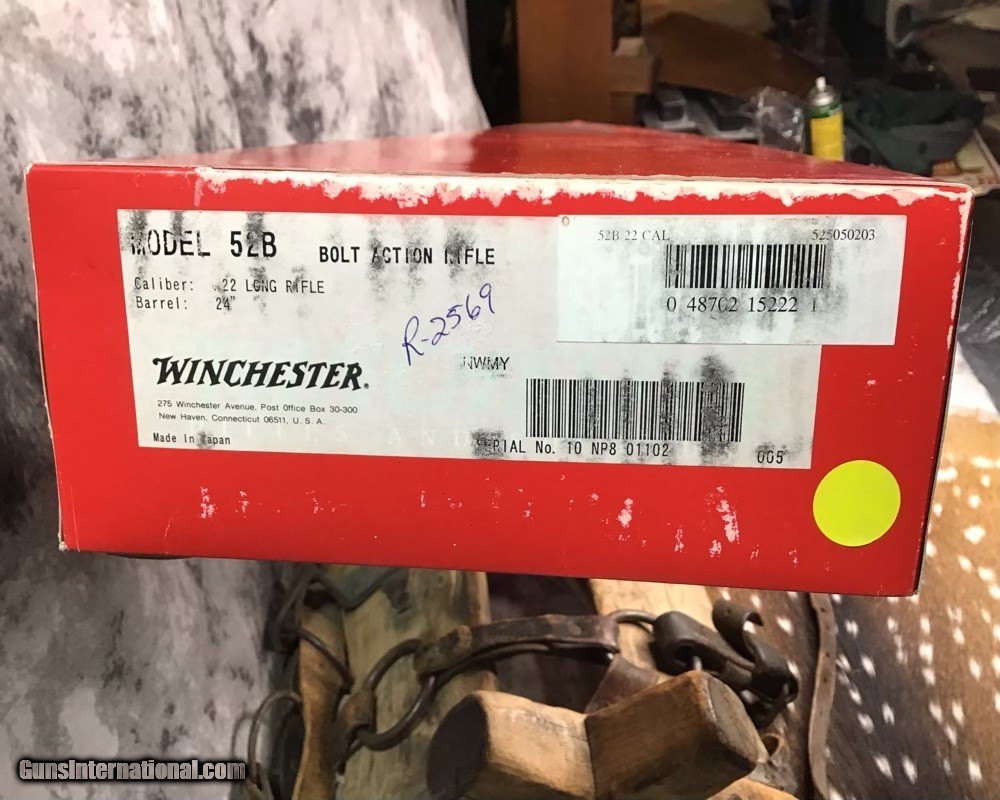 MODEL 52B BOLT ACTION RIFLE
Caliber: .22 LONG RIFLE
Barrel: 24"
52B 22 CAL 525050203
0 48702 15222 1
R-2569
NWMY
WINCHESTER®
275 Winchester Avenue, Post Office Box 30-300
New Haven, Connecticut 06511, U.S.A.
Made In Japan
SERIAL No. 10 NP8 01102 005
GunsInternational.com